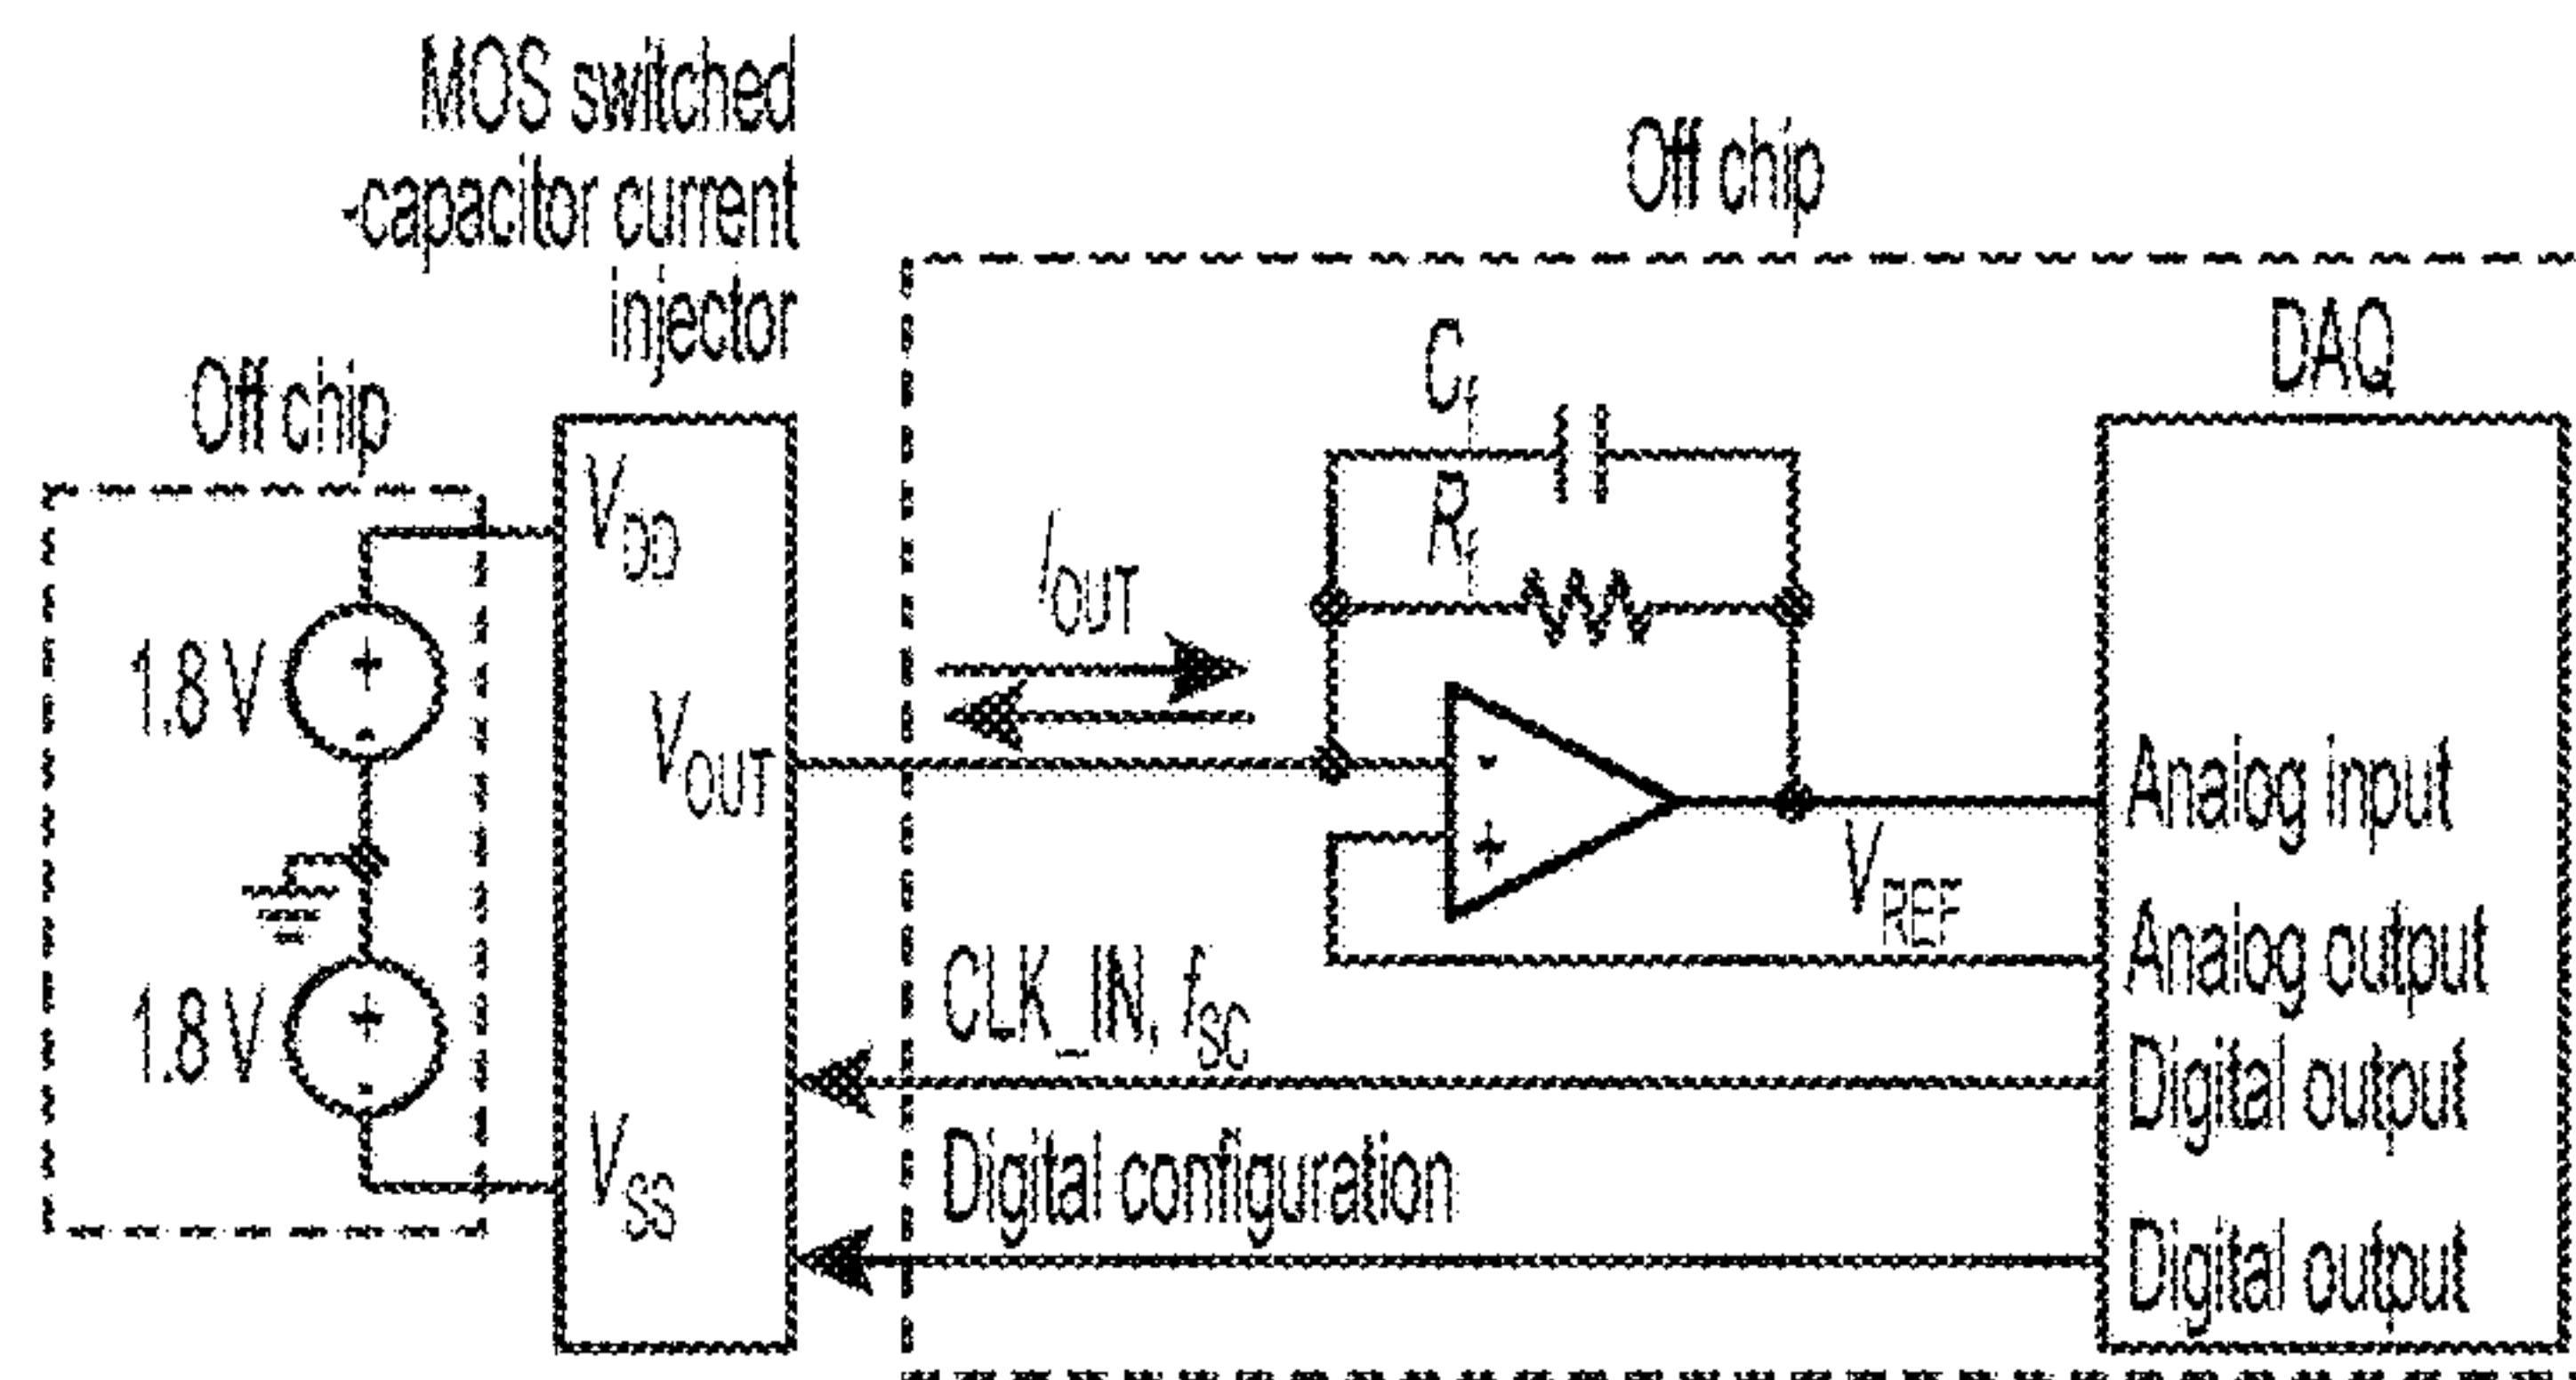 MOS switched
-capacitor current
injector
Off chip
Off chip
DAQ
1.8 V
1.8 V
V_DD
V_OUT
V_SS
I_OUT
C_f
R_f
-
+
V_REF
CLK_IN, f_SC
Digital configuration
Analog input
Analog output
Digital output
Digital output